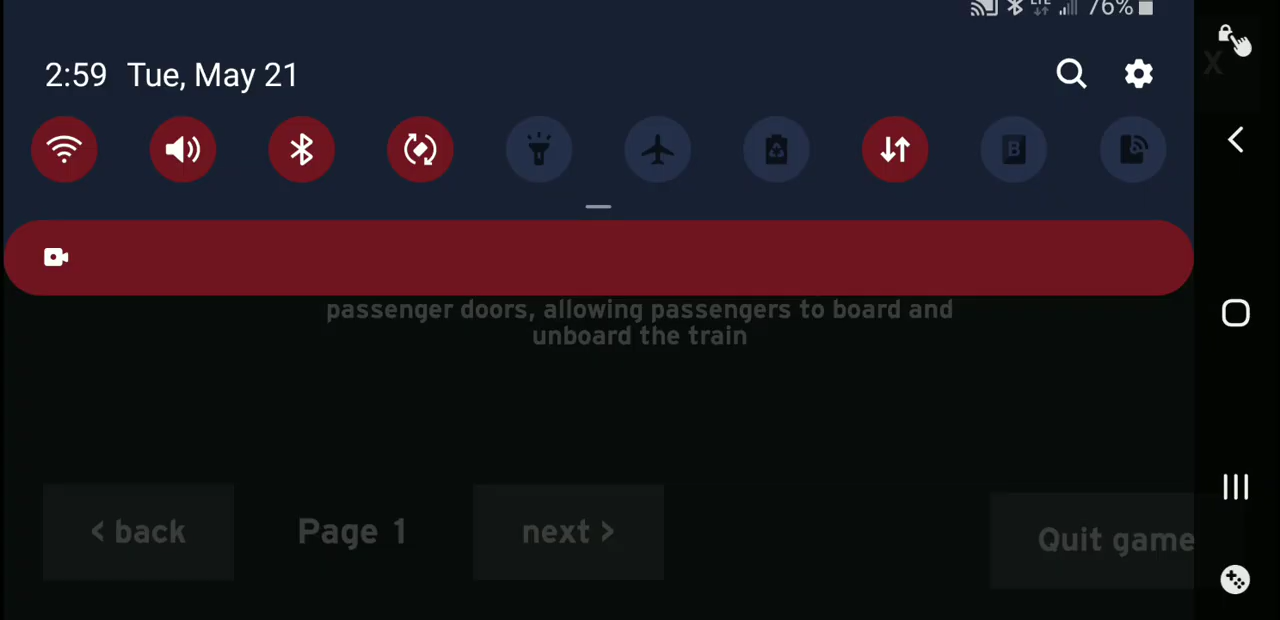 LTE 76%
2:59 Tue, May 21
X
B
passenger doors, allowing passengers to board and
unboard the train
< back Page 1 next > Quit game